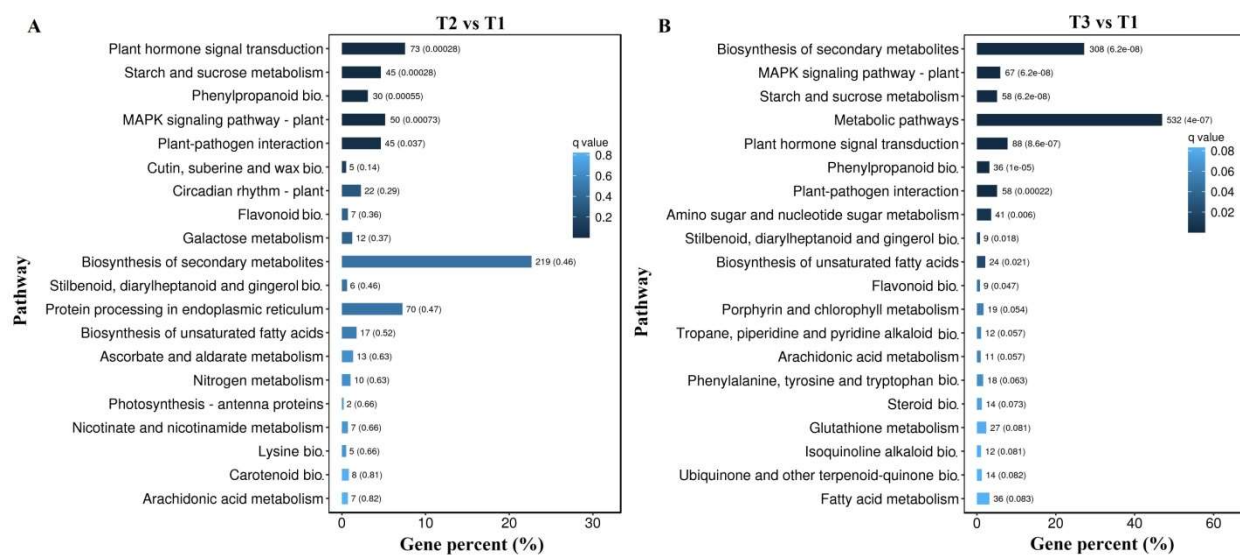 A
T2 vs T1
Pathway
Plant hormone signal transduction 73 (0.00028)
Starch and sucrose metabolism 45 (0.00028)
Phenylpropanoid bio. 30 (0.00055)
MAPK signaling pathway - plant 50 (0.00073)
Plant-pathogen interaction 45 (0.037)
Cutin, suberine and wax bio. 5 (0.14)
Circadian rhythm - plant 22 (0.29)
Flavonoid bio. 7 (0.36)
Galactose metabolism 12 (0.37)
Biosynthesis of secondary metabolites 219 (0.46)
Stilbenoid, diarylheptanoid and gingerol bio. 6 (0.46)
Protein processing in endoplasmic reticulum 70 (0.47)
Biosynthesis of unsaturated fatty acids 17 (0.52)
Ascorbate and aldarate metabolism 13 (0.63)
Nitrogen metabolism 10 (0.63)
Photosynthesis - antenna proteins 2 (0.66)
Nicotinate and nicotinamide metabolism 7 (0.66)
Lysine bio. 5 (0.66)
Carotenoid bio. 8 (0.81)
Arachidonic acid metabolism 7 (0.82)
q value
0.8
0.6
0.4
0.2
0 10 20 30
Gene percent (%)
B
T3 vs T1
Pathway
Biosynthesis of secondary metabolites 308 (6.2e-08)
MAPK signaling pathway - plant 67 (6.2e-08)
Starch and sucrose metabolism 58 (6.2e-08)
Metabolic pathways 532 (4e-07)
Plant hormone signal transduction 88 (8.6e-07)
Phenylpropanoid bio. 36 (1e-05)
Plant-pathogen interaction 58 (0.00022)
Amino sugar and nucleotide sugar metabolism 41 (0.006)
Stilbenoid, diarylheptanoid and gingerol bio. 9 (0.018)
Biosynthesis of unsaturated fatty acids 24 (0.021)
Flavonoid bio. 9 (0.047)
Porphyrin and chlorophyll metabolism 19 (0.054)
Tropane, piperidine and pyridine alkaloid bio. 12 (0.057)
Arachidonic acid metabolism 11 (0.057)
Phenylalanine, tyrosine and tryptophan bio. 18 (0.063)
Steroid bio. 14 (0.073)
Glutathione metabolism 27 (0.081)
Isoquinoline alkaloid bio. 12 (0.081)
Ubiquinone and other terpenoid-quinone bio. 14 (0.082)
Fatty acid metabolism 36 (0.083)
q value
0.08
0.06
0.04
0.02
0 20 40 60
Gene percent (%)